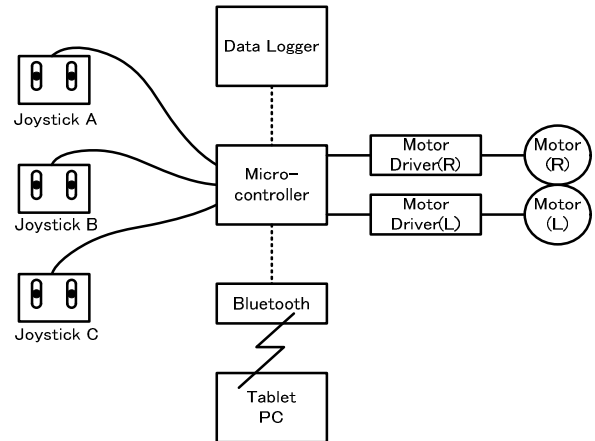 Data Logger
Joystick A
Joystick B
Joystick C
Micro-
controller
Motor
Driver(R)
Motor
(R)
Motor
Driver(L)
Motor
(L)
Bluetooth
Tablet
PC